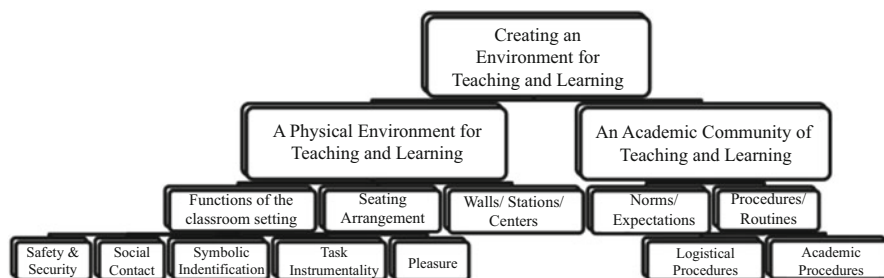 Creating an
Environment for
Teaching and Learning
A Physical Environment for
Teaching and Learning
An Academic Community of
Teaching and Learning
Functions of the
classroom setting
Seating
Arrangement
Walls/ Stations/
Centers
Norms/
Expectations
Procedures/
Routines
Safety &
Security
Social
Contact
Symbolic
Indentification
Task
Instrumentality
Pleasure
Logistical
Procedures
Academic
Procedures